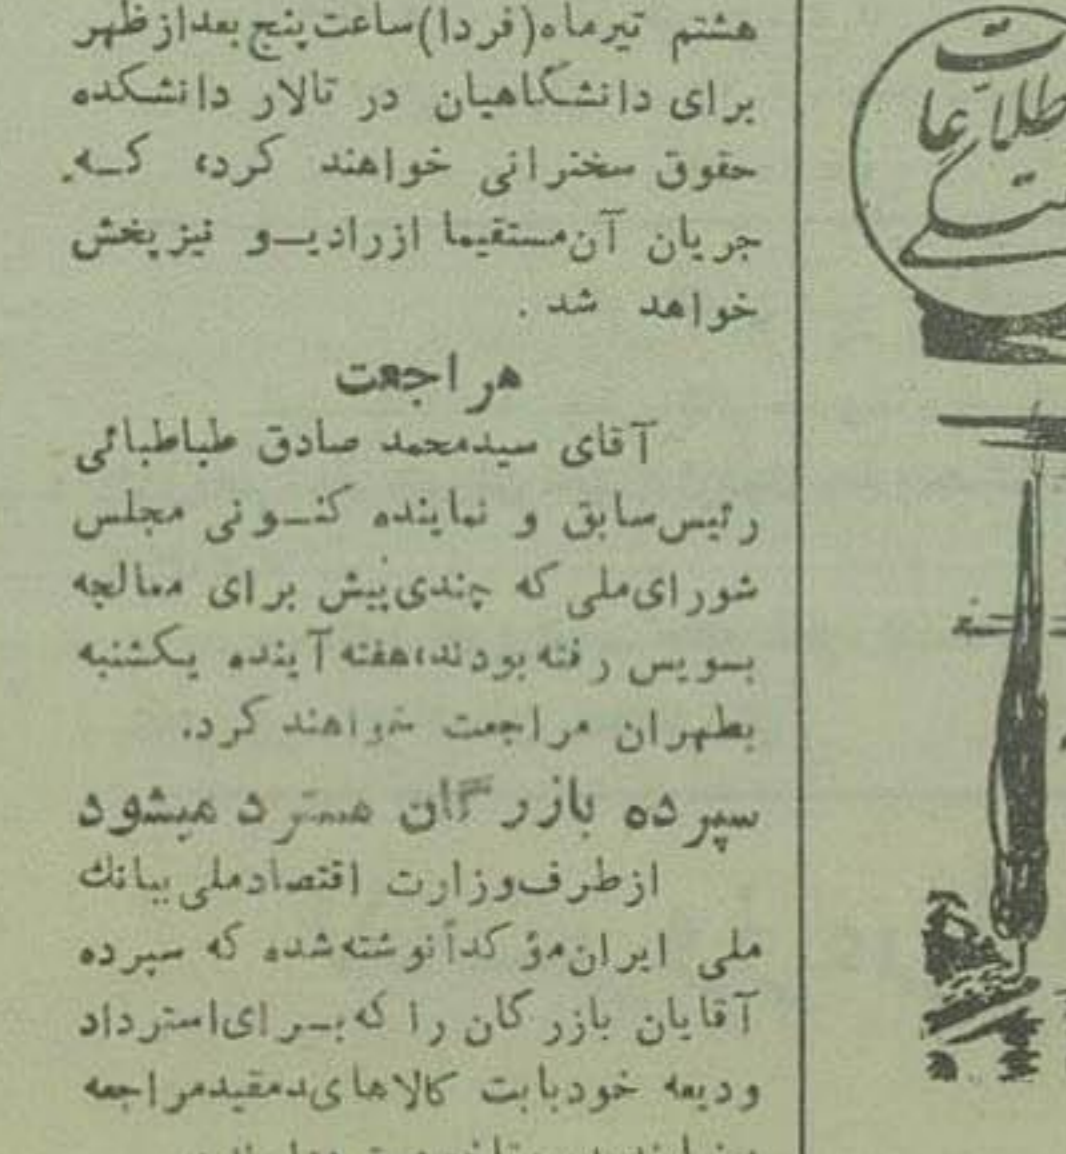 هشتم تیرماه (فردا) ساعت پنج بعدازظهر
برای دانشگاهیان در تالار دانشکده
حقوق سخنرانی خواهند کرد، که
جریان آن مستقیما از رادیو نیز پخش
خواهد شد.
مراجعت
آقای سیدمحمد صادق طباطبائی
رئیس سابق و نماینده کنونی مجلس
شورای‌ملی که چندی پیش برای معالجه
بسویس رفته بودند، هفته آینده یکشنبه
بطهران مراجعت خواهند کرد.
سپرده بازرگان مسترد میشود
از طرف وزارت اقتصاد ملی ببانك
ملی ایران مؤکداً نوشته شده که سپرده
آقایان بازرگان را که برای استرداد
ودیعه خود بابت کالاهای مقید مراجعه